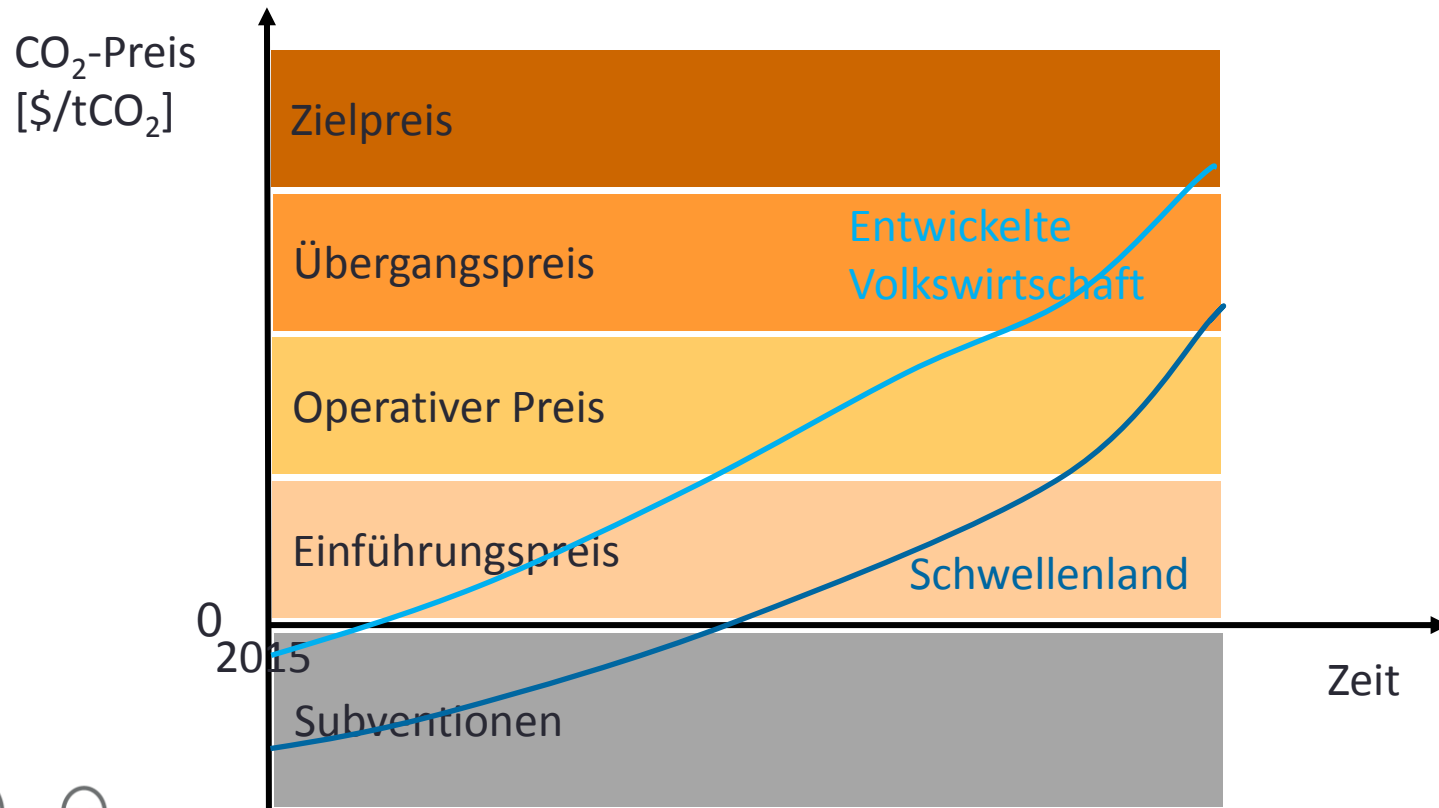 CO₂-Preis
[$/tCO₂]
Zielpreis
Übergangspreis
Entwickelte
Volkswirtschaft
Operativer Preis
Einführungspreis
Schwellenland
0
2015
Zeit
Subventionen